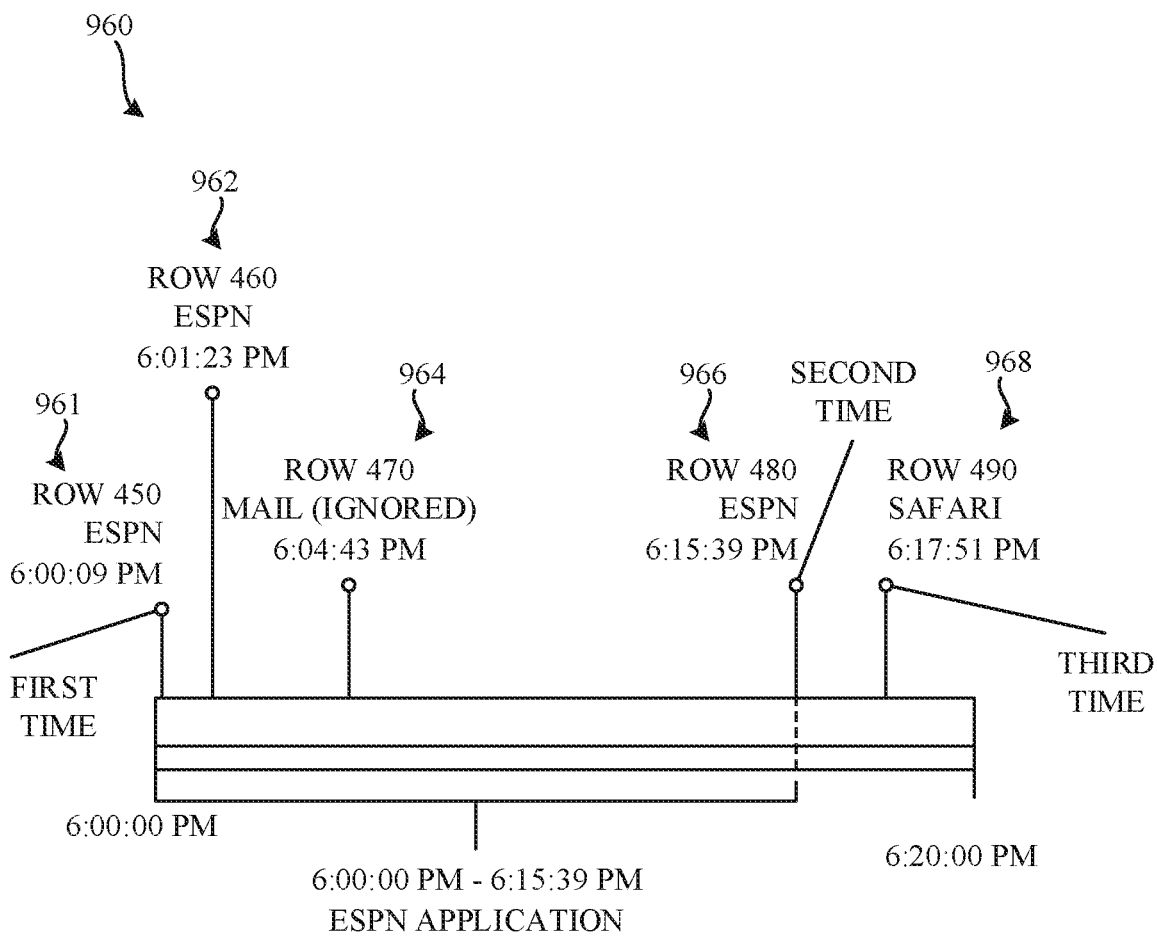 960
962
ROW 460
ESPN
6:01:23 PM
961
ROW 450
ESPN
6:00:09 PM
FIRST
TIME
964
ROW 470
MAIL (IGNORED)
6:04:43 PM
966
ROW 480
ESPN
6:15:39 PM
SECOND
TIME
968
ROW 490
SAFARI
6:17:51 PM
THIRD
TIME
6:00:00 PM
6:20:00 PM
6:00:00 PM - 6:15:39 PM
ESPN APPLICATION